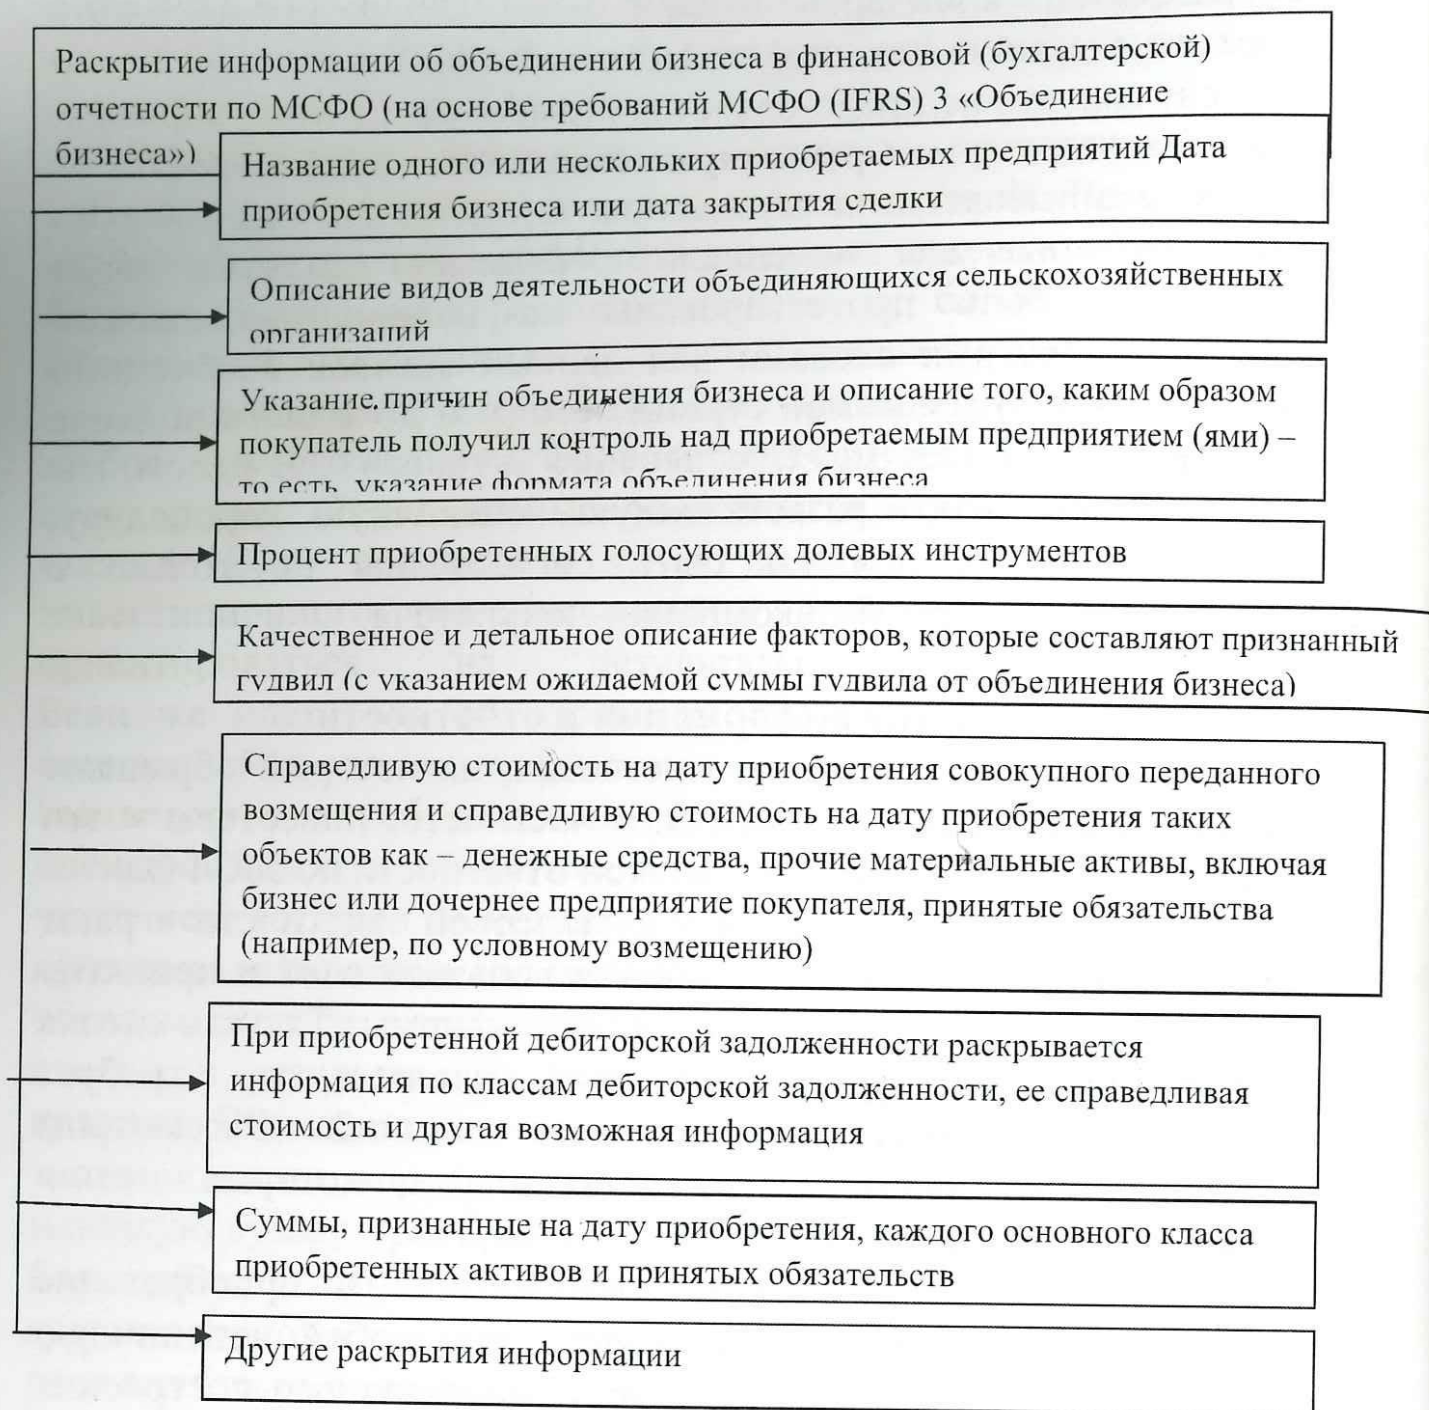 Раскрытие информации об объединении бизнеса в финансовой (бухгалтерской)
отчетности по МСФО (на основе требований МСФО (IFRS) 3 «Объединение
бизнеса»)
Название одного или нескольких приобретаемых предприятий Дата
приобретения бизнеса или дата закрытия сделки
Описание видов деятельности объединяющихся сельскохозяйственных
организаций
Указание причин объединения бизнеса и описание того, каким образом
покупатель получил контроль над приобретаемым предприятием (ями) –
то есть, указание формата объединения бизнеса
Процент приобретенных голосующих долевых инструментов
Качественное и детальное описание факторов, которые составляют признанный
гудвил (с указанием ожидаемой суммы гудвила от объединения бизнеса)
Справедливую стоимость на дату приобретения совокупного переданного
возмещения и справедливую стоимость на дату приобретения таких
объектов как – денежные средства, прочие материальные активы, включая
бизнес или дочернее предприятие покупателя, принятые обязательства
(например, по условному возмещению)
При приобретенной дебиторской задолженности раскрывается
информация по классам дебиторской задолженности, ее справедливая
стоимость и другая возможная информация
Суммы, признанные на дату приобретения, каждого основного класса
приобретенных активов и принятых обязательств
Другие раскрытия информации